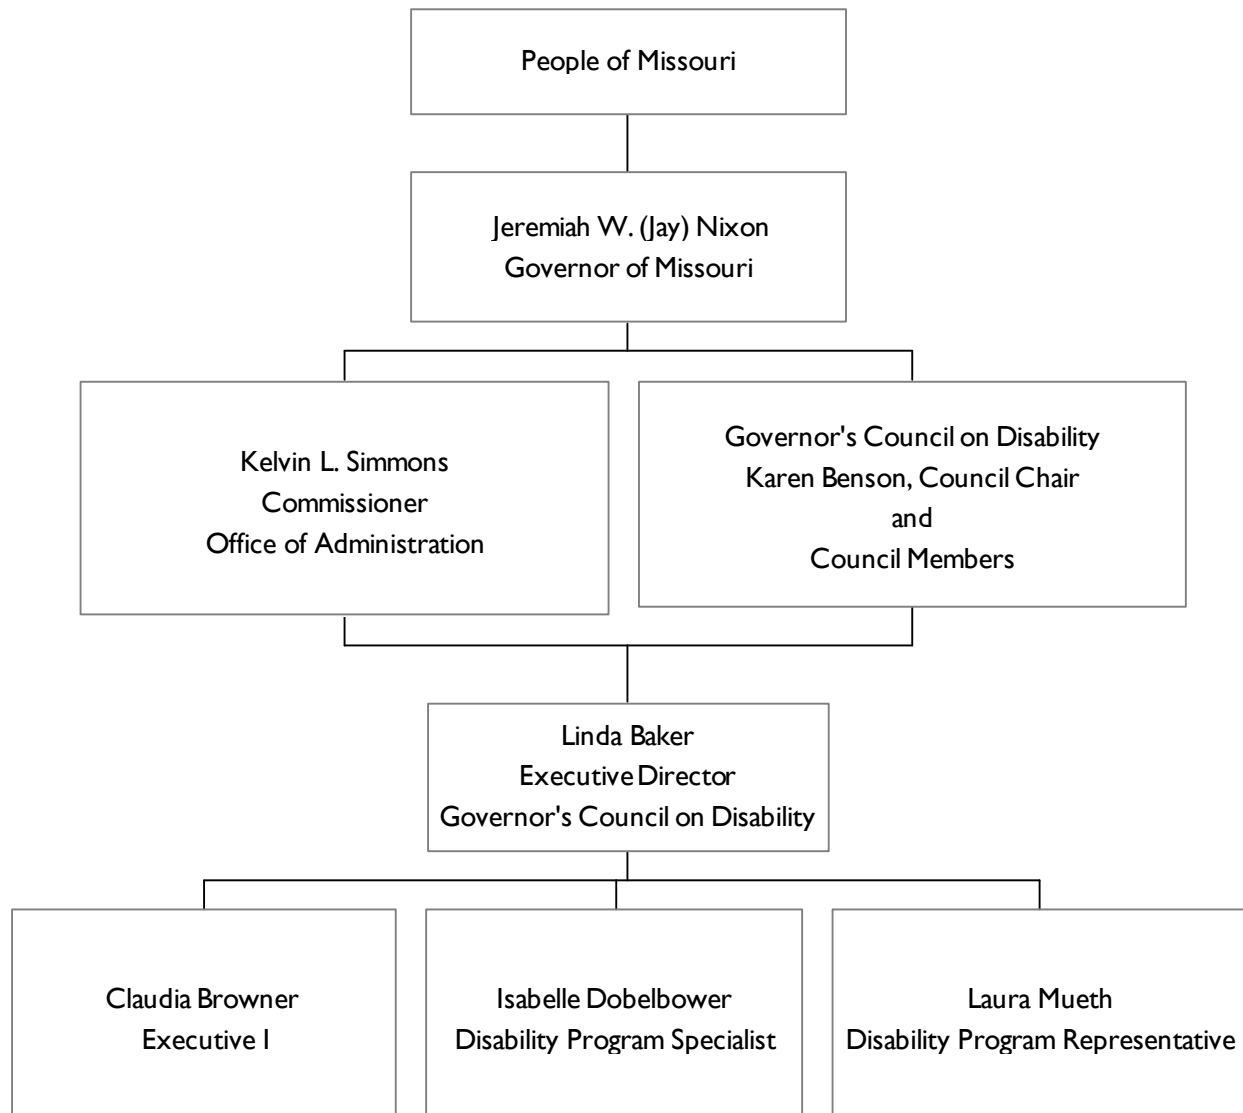 People of Missouri
Jeremiah W. (Jay) Nixon
Governor of Missouri
Kelvin L. Simmons
Commissioner
Office of Administration
Governor's Council on Disability
Karen Benson, Council Chair
and
Council Members
Linda Baker
Executive Director
Governor's Council on Disability
Claudia Browner
Executive I
Isabelle Dobelbower
Disability Program Specialist
Laura Mueth
Disability Program Representative